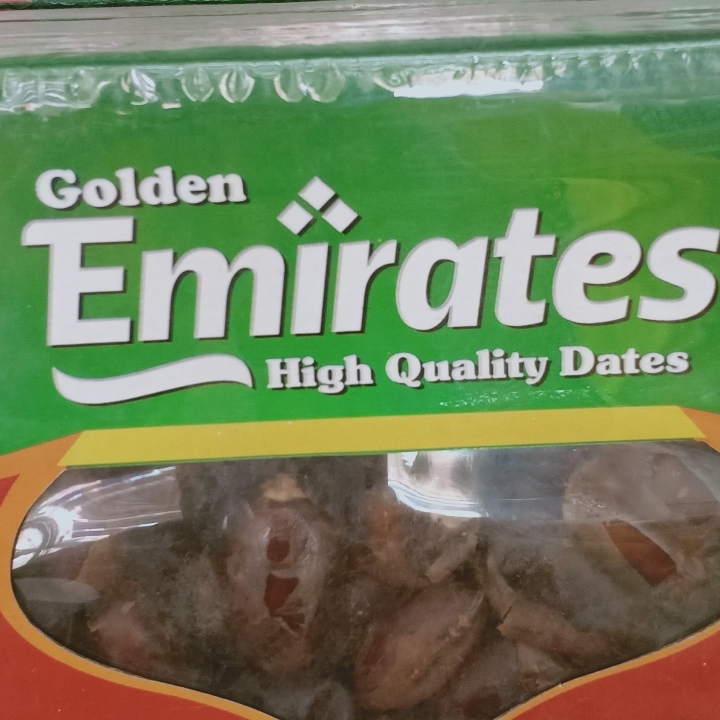 Golden
Emirates
High Quality Dates